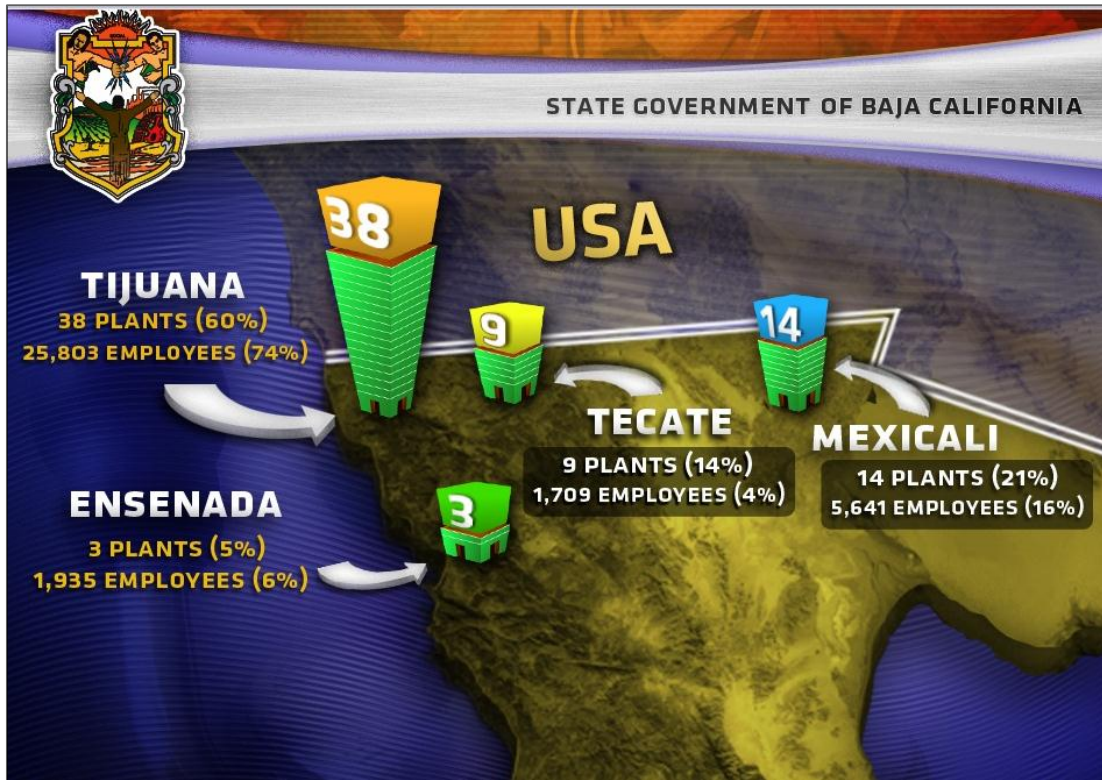 STATE GOVERNMENT OF BAJA CALIFORNIA
38
USA
TIJUANA
38 PLANTS (60%)
25,803 EMPLOYEES (74%)
9
14
TECATE
9 PLANTS (14%)
1,709 EMPLOYEES (4%)
MEXICALI
14 PLANTS (21%)
5,641 EMPLOYEES (16%)
ENSENADA
3 PLANTS (5%)
1,935 EMPLOYEES (6%)
3